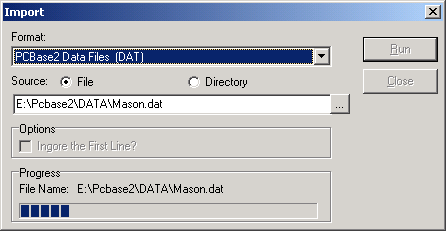 Import
Format:
PCBase2 Data Files (DAT)
Run
Source: File Directory
Close
E:\Pcbase2\DATA\Mason.dat ...
Options
Ingore the First Line?
Progress
File Name: E:\Pcbase2\DATA\Mason.dat